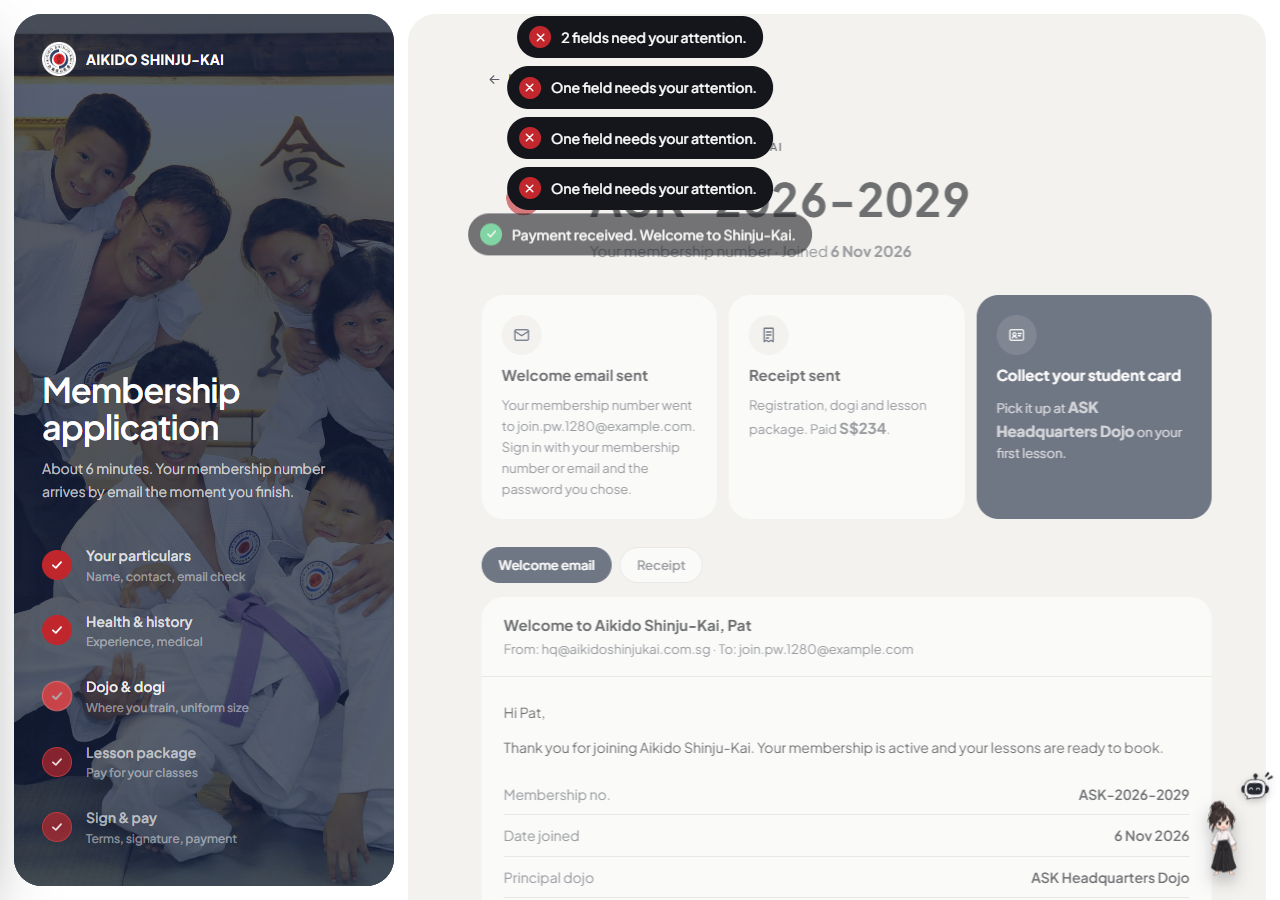 AIKIDO SHINJU-KAI
合
Membership
application
About 6 minutes. Your membership number
arrives by email the moment you finish.
Your particulars
Name, contact, email check
Health & history
Experience, medical
Dojo & dogi
Where you train, uniform size
Lesson package
Pay for your classes
Sign & pay
Terms, signature, payment
2 fields need your attention.
One field needs your attention.
One field needs your attention.
AI
One field needs your attention.
ASK-2026-2029
Payment received. Welcome to Shinju-Kai.
Your membership number · Joined 6 Nov 2026
Welcome email sent
Your membership number went
to join.pw.1280@example.com.
Sign in with your membership
number or email and the
password you chose.
Receipt sent
Registration, dogi and lesson
package. Paid S$234.
Collect your student card
Pick it up at ASK
Headquarters Dojo on your
first lesson.
Welcome email
Receipt
Welcome to Aikido Shinju-Kai, Pat
From: hq@aikidoshinjukai.com.sg · To: join.pw.1280@example.com
Hi Pat,
Thank you for joining Aikido Shinju-Kai. Your membership is active and your lessons are ready to book.
Membership no. ASK-2026-2029
Date joined 6 Nov 2026
Principal dojo ASK Headquarters Dojo